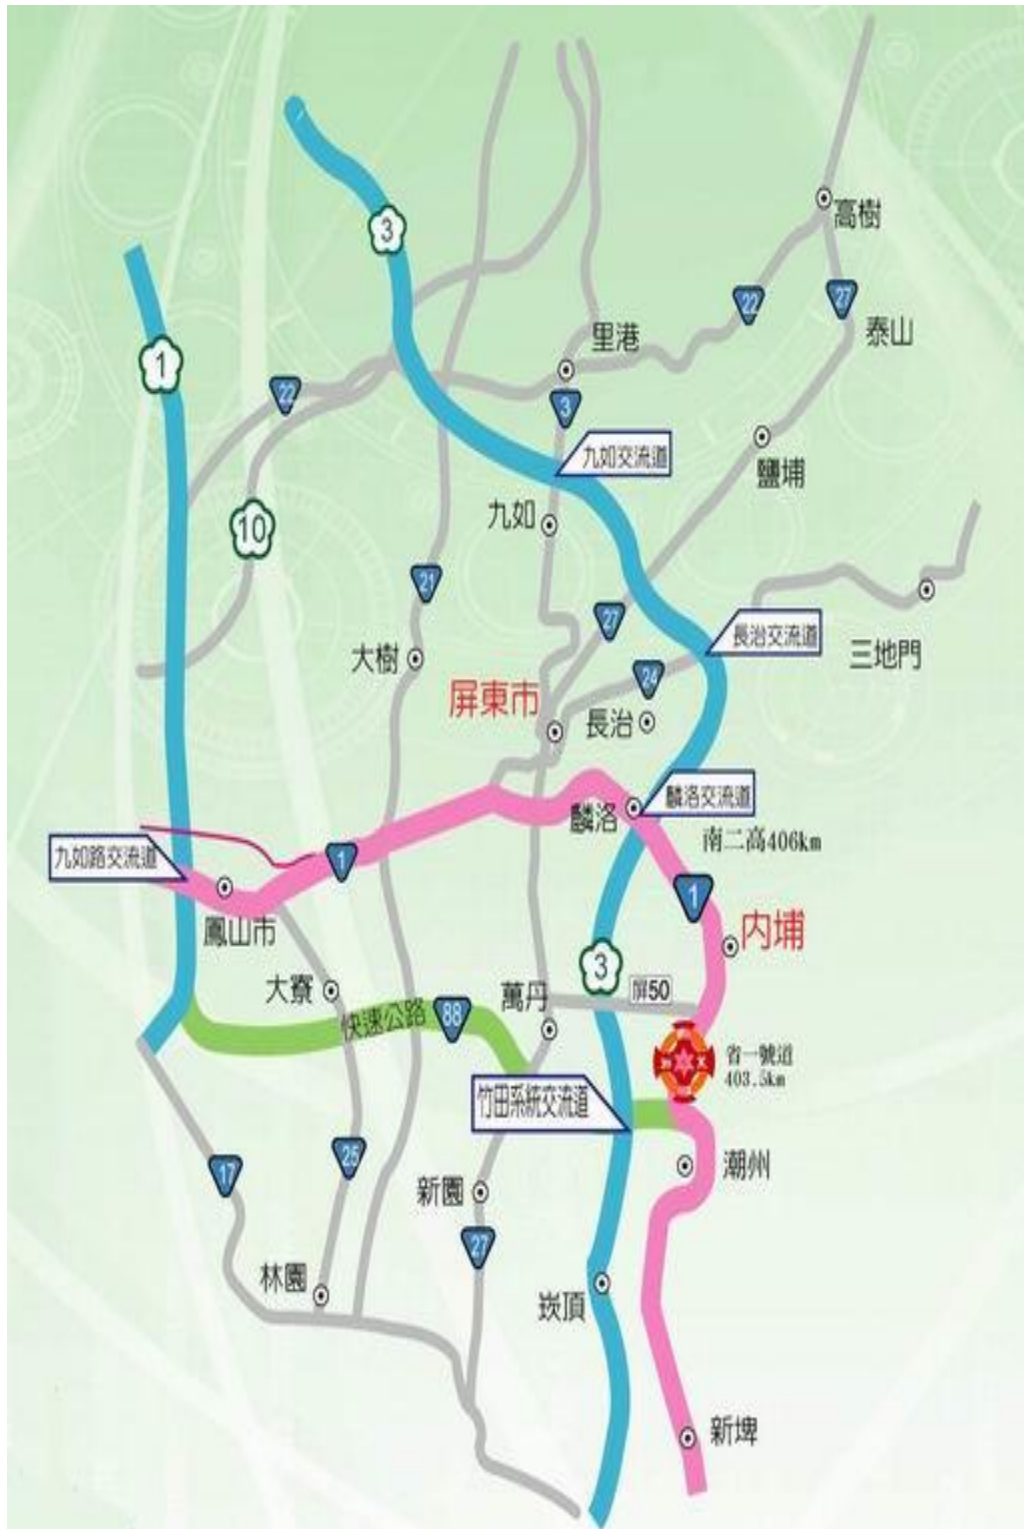 3
高樹
22
27
泰山
1
里港
22
3
九如交流道
鹽埔
九如
10
21
27
長治交流道
三地門
大樹
24
屏東市
長治
麟洛交流道
麟洛
南二高406km
九如路交流道
1
1
鳳山市
內埔
3
大寮
屏50
萬丹
快速公路
88
省一號道
403.5km
竹田系統交流道
潮州
17
25
新園
27
林園
崁頂
新埤